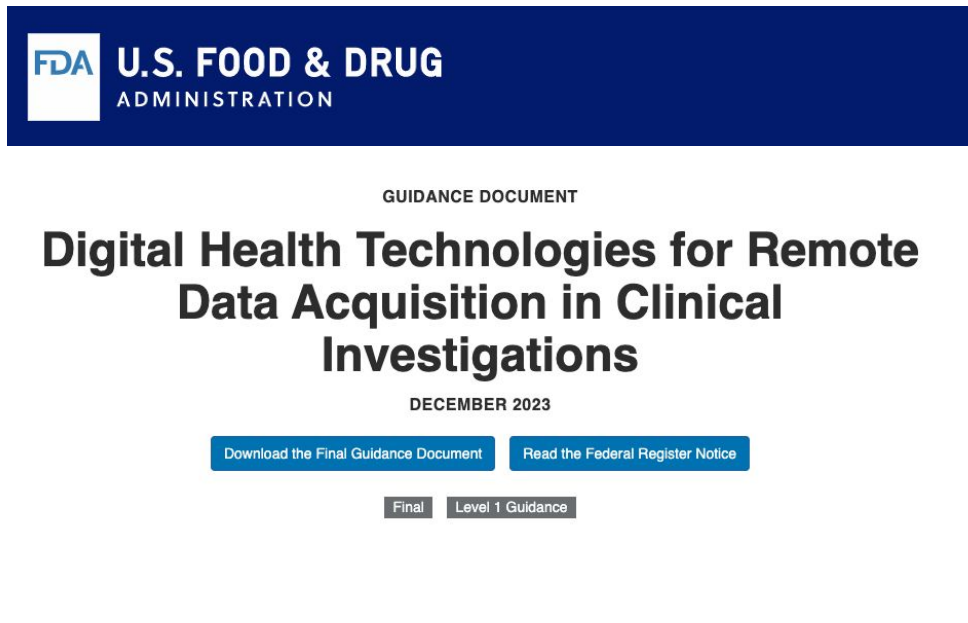 FDA U.S. FOOD & DRUG
ADMINISTRATION
GUIDANCE DOCUMENT
Digital Health Technologies for Remote
Data Acquisition in Clinical
Investigations
DECEMBER 2023
Download the Final Guidance Document Read the Federal Register Notice
Final Level 1 Guidance